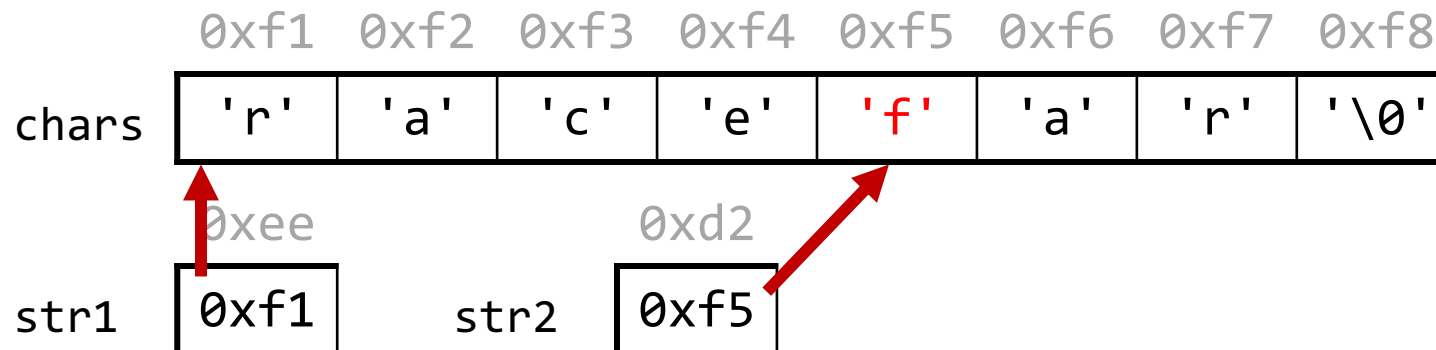 0xf1 0xf2 0xf3 0xf4 0xf5 0xf6 0xf7 0xf8
chars 'r' 'a' 'c' 'e' 'f' 'a' 'r' '\0'
0xee 0xd2
str1 0xf1 str2 0xf5